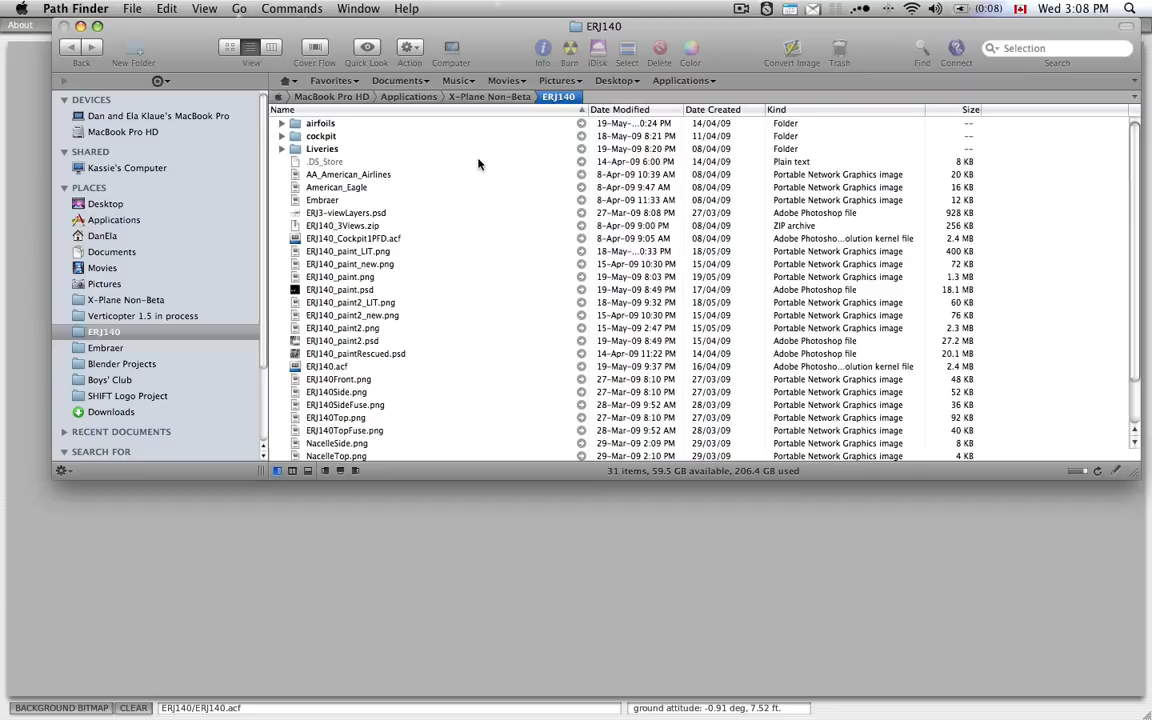 Path Finder File Edit View Go Commands Window Help (0:08) Wed 3:08 PM
About
ERJ140
Back New Folder View Cover Flow Quick Look Action Computer Info Burn iDisk Select Delete Color Convert Image Trash Find Connect Search
Selection
Favorites Documents Music Movies Pictures Desktop Applications
MacBook Pro HD Applications X-Plane Non-Beta ERJ140
DEVICES
Dan and Ela Klaue's MacBook Pro
MacBook Pro HD
SHARED
Kassie's Computer
PLACES
Desktop
Applications
DanEla
Documents
Movies
Pictures
X-Plane Non-Beta
Verticopter 1.5 in process
ERJ140
Embraer
Blender Projects
Boys' Club
SHIFT Logo Project
Downloads
RECENT DOCUMENTS
SEARCH FOR
Name Date Modified Date Created Kind Size
airfoils 19-May-...0:24 PM 14/04/09 Folder --
cockpit 18-May-09 8:21 PM 11/04/09 Folder --
Liveries 19-May-09 8:20 PM 08/04/09 Folder --
.DS_Store 14-Apr-09 6:00 PM 14/04/09 Plain text 8 KB
AA_American_Airlines 8-Apr-09 10:39 AM 08/04/09 Portable Network Graphics image 20 KB
American_Eagle 8-Apr-09 9:47 AM 08/04/09 Portable Network Graphics image 16 KB
Embraer 8-Apr-09 11:33 AM 08/04/09 Portable Network Graphics image 12 KB
ERJ3-viewLayers.psd 27-Mar-09 8:08 PM 27/03/09 Adobe Photoshop file 928 KB
ERJ140_3Views.zip 8-Apr-09 9:00 PM 08/04/09 ZIP archive 256 KB
ERJ140_Cockpit1PFD.acf 8-Apr-09 9:05 AM 08/04/09 Adobe Photosho...olution kernel file 2.4 MB
ERJ140_paint_LIT.png 18-May-...0:33 PM 18/05/09 Portable Network Graphics image 400 KB
ERJ140_paint_new.png 15-Apr-09 10:30 PM 15/04/09 Portable Network Graphics image 72 KB
ERJ140_paint.png 19-May-09 8:03 PM 19/05/09 Portable Network Graphics image 1.3 MB
ERJ140_paint.psd 19-May-09 8:49 PM 17/04/09 Adobe Photoshop file 18.1 MB
ERJ140_paint2_LIT.png 18-May-09 9:32 PM 18/05/09 Portable Network Graphics image 60 KB
ERJ140_paint2_new.png 15-Apr-09 10:30 PM 15/04/09 Portable Network Graphics image 76 KB
ERJ140_paint2.png 15-May-09 2:47 PM 15/05/09 Portable Network Graphics image 2.3 MB
ERJ140_paint2.psd 19-May-09 8:49 PM 15/04/09 Adobe Photoshop file 27.2 MB
ERJ140_paintRescued.psd 14-Apr-09 11:22 PM 14/04/09 Adobe Photoshop file 20.1 MB
ERJ140.acf 19-May-09 9:37 PM 16/04/09 Adobe Photosho...olution kernel file 2.4 MB
ERJ140Front.png 27-Mar-09 8:10 PM 27/03/09 Portable Network Graphics image 48 KB
ERJ140Side.png 27-Mar-09 8:10 PM 27/03/09 Portable Network Graphics image 52 KB
ERJ140SideFuse.png 28-Mar-09 9:52 AM 28/03/09 Portable Network Graphics image 36 KB
ERJ140Top.png 27-Mar-09 8:10 PM 27/03/09 Portable Network Graphics image 92 KB
ERJ140TopFuse.png 28-Mar-09 9:52 AM 28/03/09 Portable Network Graphics image 40 KB
NacelleSide.png 29-Mar-09 2:09 PM 29/03/09 Portable Network Graphics image 8 KB
NacelleTop.png 29-Mar-09 2:10 PM 29/03/09 Portable Network Graphics image 4 KB
31 items, 59.5 GB available, 206.4 GB used
BACKGROUND BITMAP CLEAR ERJ140/ERJ140.acf ground attitude: -0.91 deg, 7.52 ft.